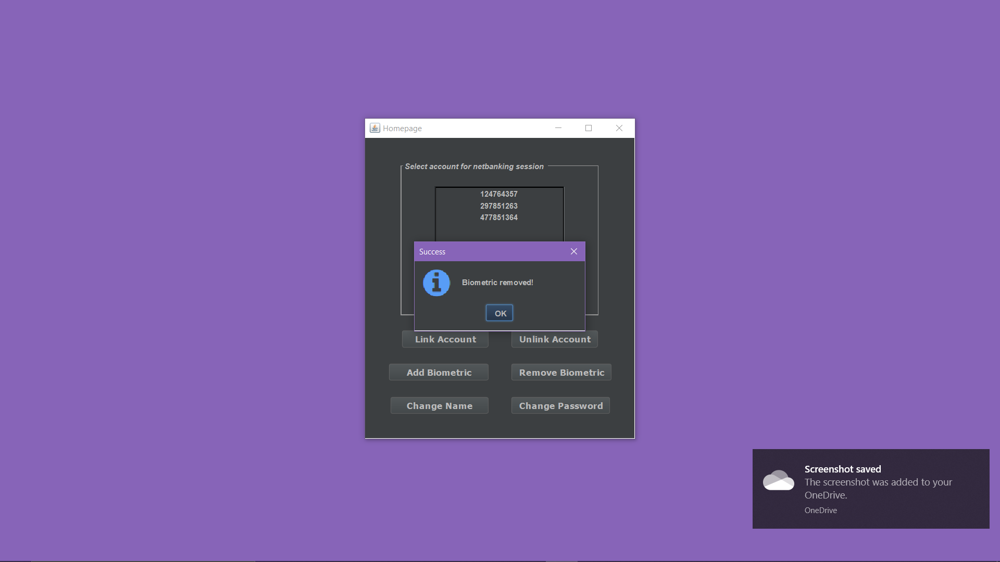 Homepage
Select account for netbanking session
124764357
297851263
477851364
Success
Biometric removed!
OK
Link Account
Unlink Account
Add Biometric
Remove Biometric
Change Name
Change Password
Screenshot saved
The screenshot was added to your
OneDrive.
OneDrive